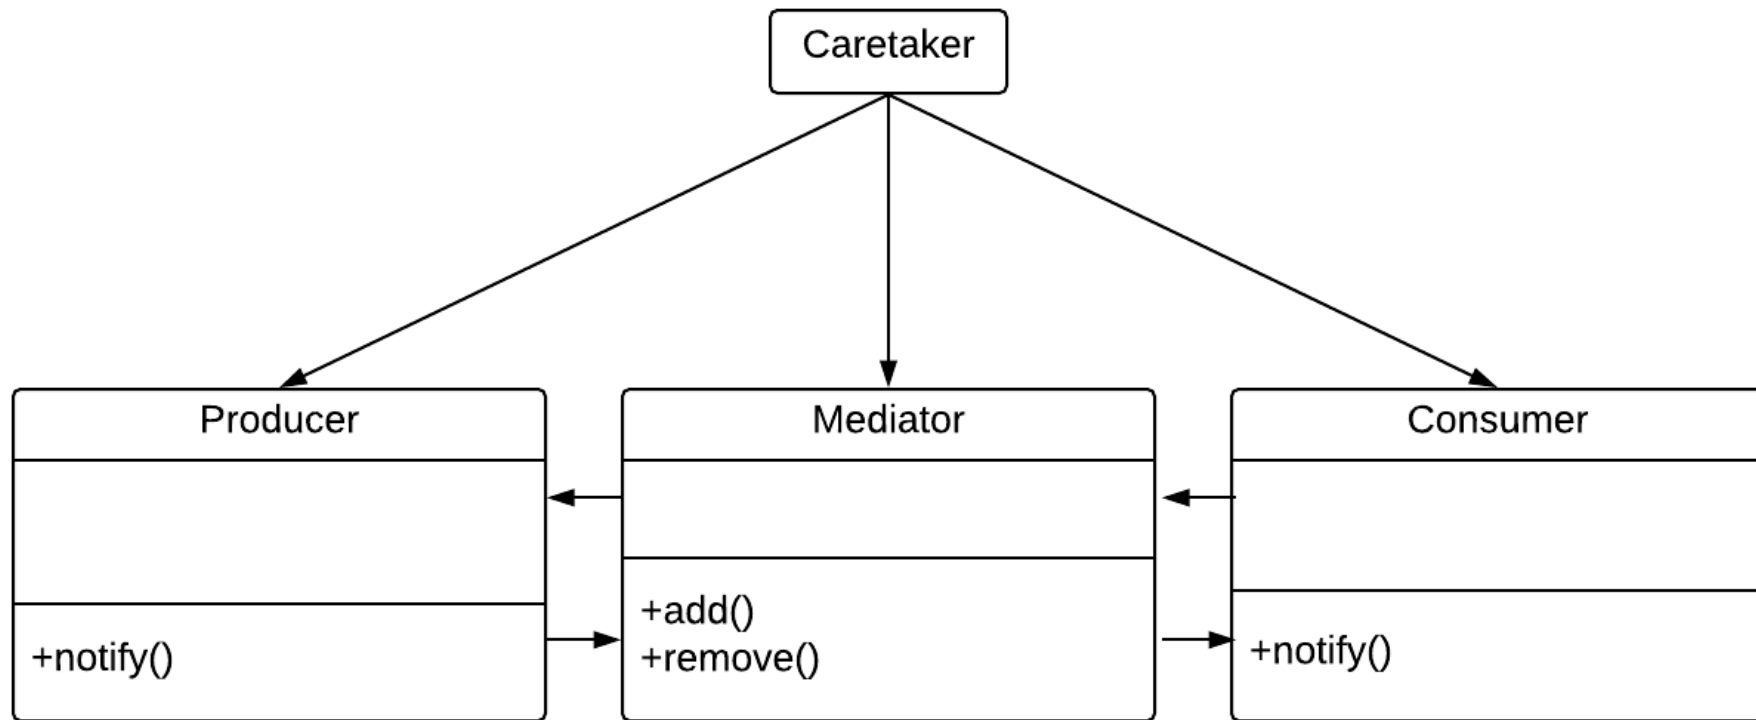 Caretaker
Producer
Mediator
Consumer
+notify()
+add()
+remove()
+notify()